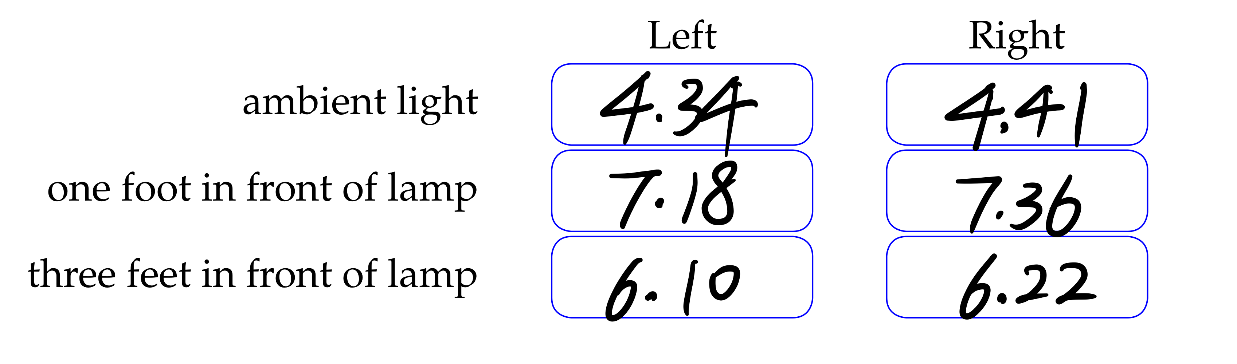 Left Right
ambient light 4.34 4.41
one foot in front of lamp 7.18 7.36
three feet in front of lamp 6.10 6.22